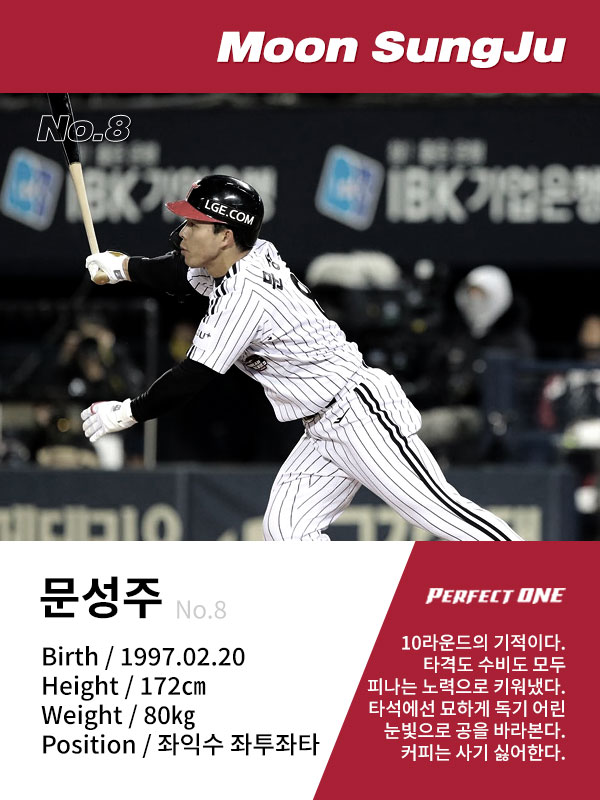 Moon SungJu
No.8
IBK기업은행
IBK기업은행
LGE.COM
문성주 No.8
Birth / 1997.02.20
Height / 172㎝
Weight / 80㎏
Position / 좌익수 좌투좌타
PERFECT ONE
10라운드의 기적이다.
타격도 수비도 모두
피나는 노력으로 키워냈다.
타석에선 묘하게 독기 어린
눈빛으로 공을 바라본다.
커피는 사기 싫어한다.